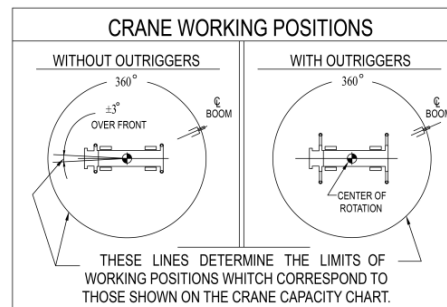 CRANE WORKING POSITIONS
WITHOUT OUTRIGGERS
360°
±3°
OVER FRONT
℄
BOOM
WITH OUTRIGGERS
360°
℄
BOOM
CENTER OF
ROTATION
THESE LINES DETERMINE THE LIMITS OF
WORKING POSITIONS WHITCH CORRESPOND TO
THOSE SHOWN ON THE CRANE CAPACITY CHART.